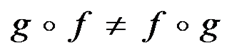 g ∘ f ≠ f ∘ g